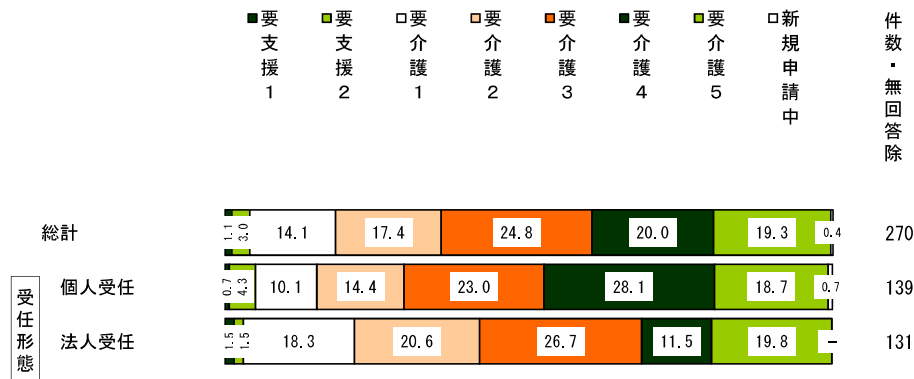 ■要支援1 ■要支援2 □要介護1 ■要介護2 ■要介護3 ■要介護4 ■要介護5 □新規申請中 件数・無回答除
総計 1.1 3.0 14.1 17.4 24.8 20.0 19.3 0.4 270
受任形態
個人受任 0.7 4.3 10.1 14.4 23.0 28.1 18.7 0.7 139
法人受任 1.5 1.5 18.3 20.6 26.7 11.5 19.8 - 131